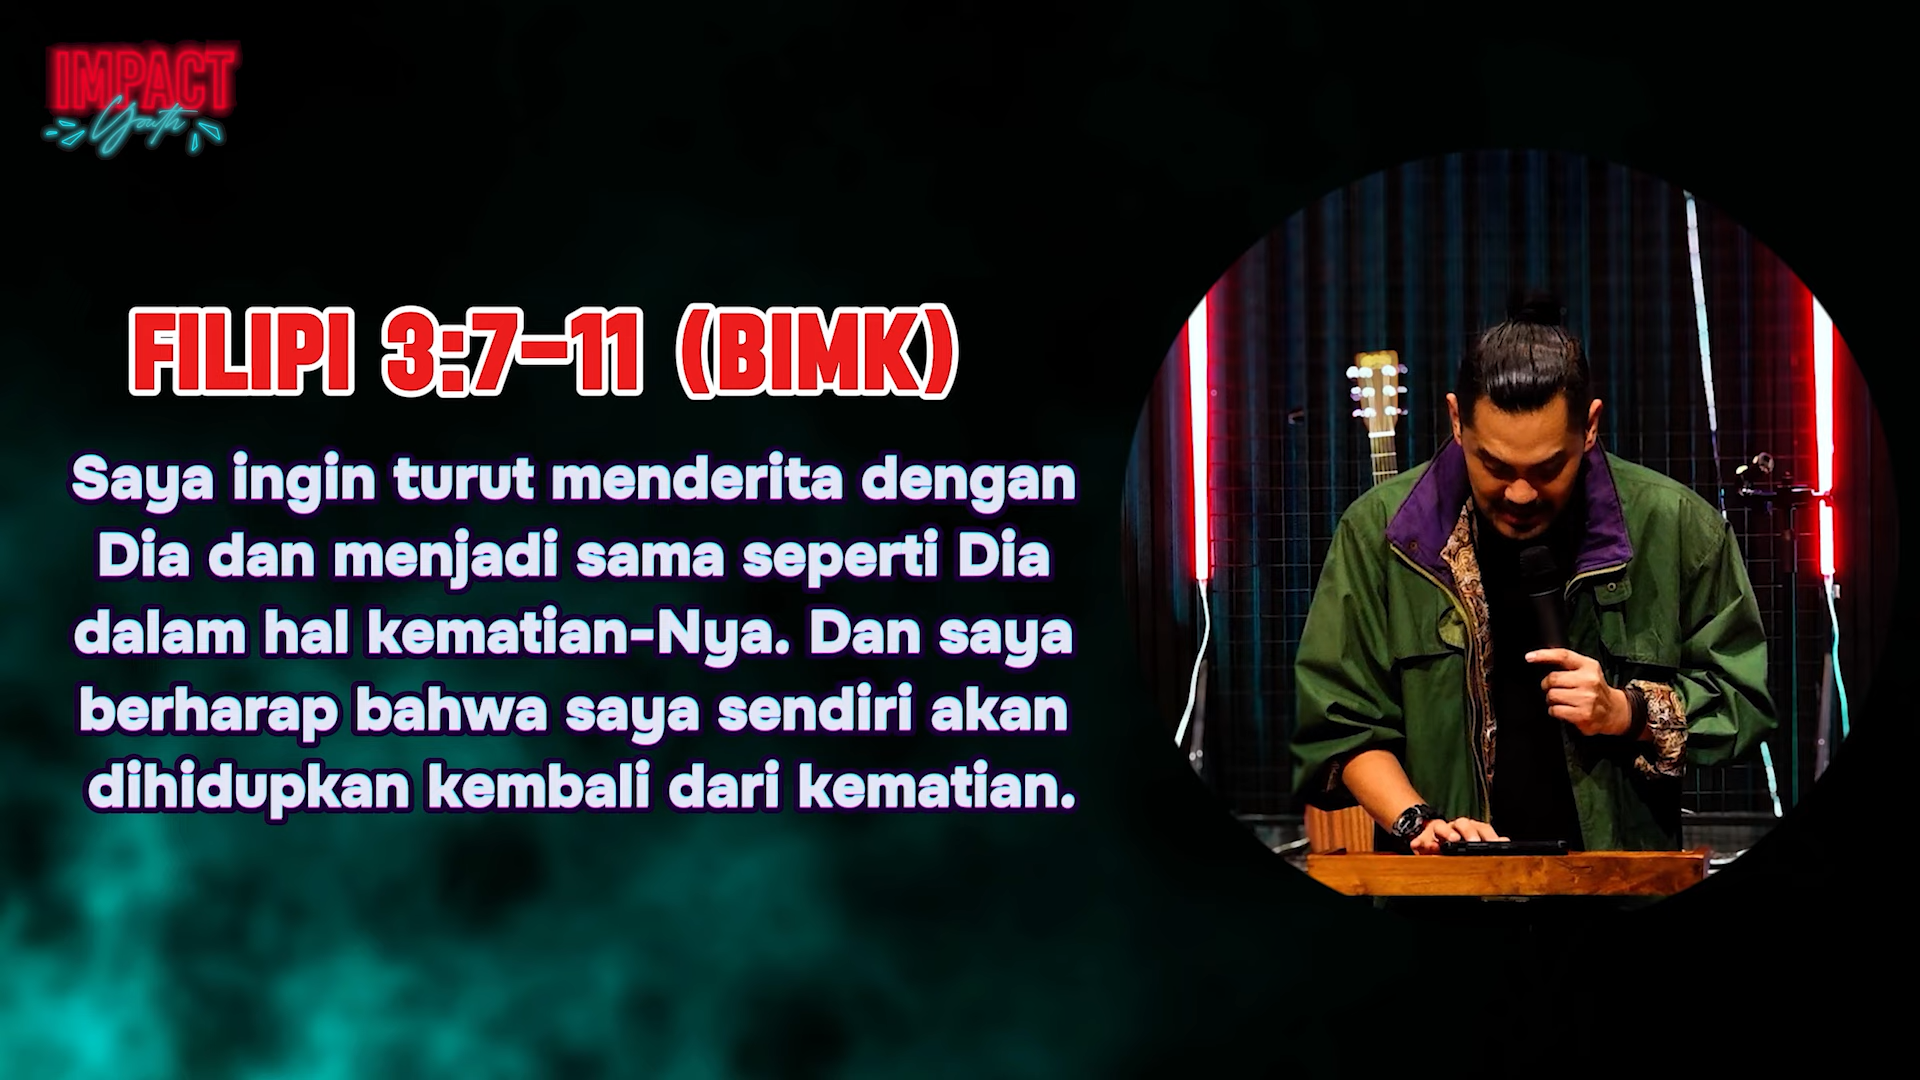 IMPACT
Youth
FILIPI 3:7-11 (BIMK)
Saya ingin turut menderita dengan
Dia dan menjadi sama seperti Dia
dalam hal kematian-Nya. Dan saya
berharap bahwa saya sendiri akan
dihidupkan kembali dari kematian.